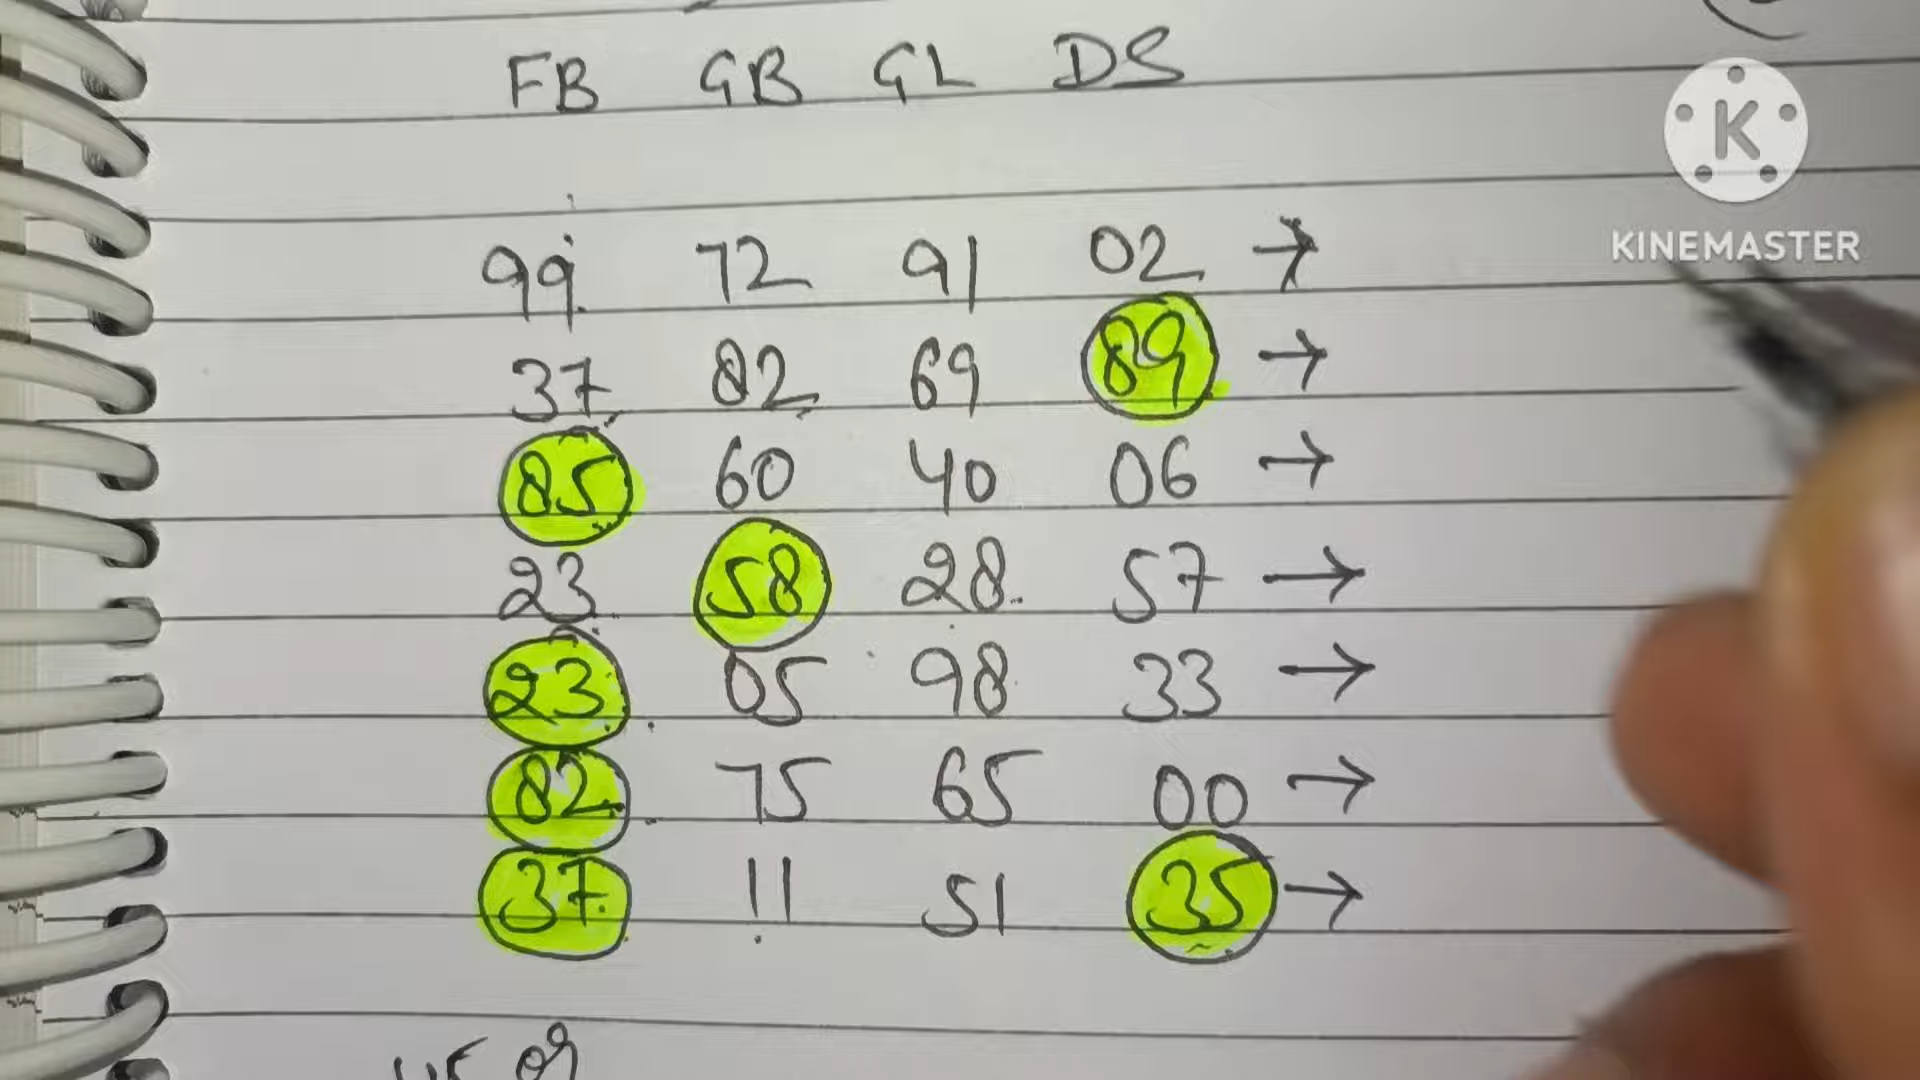 FB GB GL DS
K
KINEMASTER
99 72 91 02 →
37 82 69 89 →
85 60 40 06 →
23 58 28 57 →
23 05 98 33 →
82 75 65 00 →
37 11 51 35 →